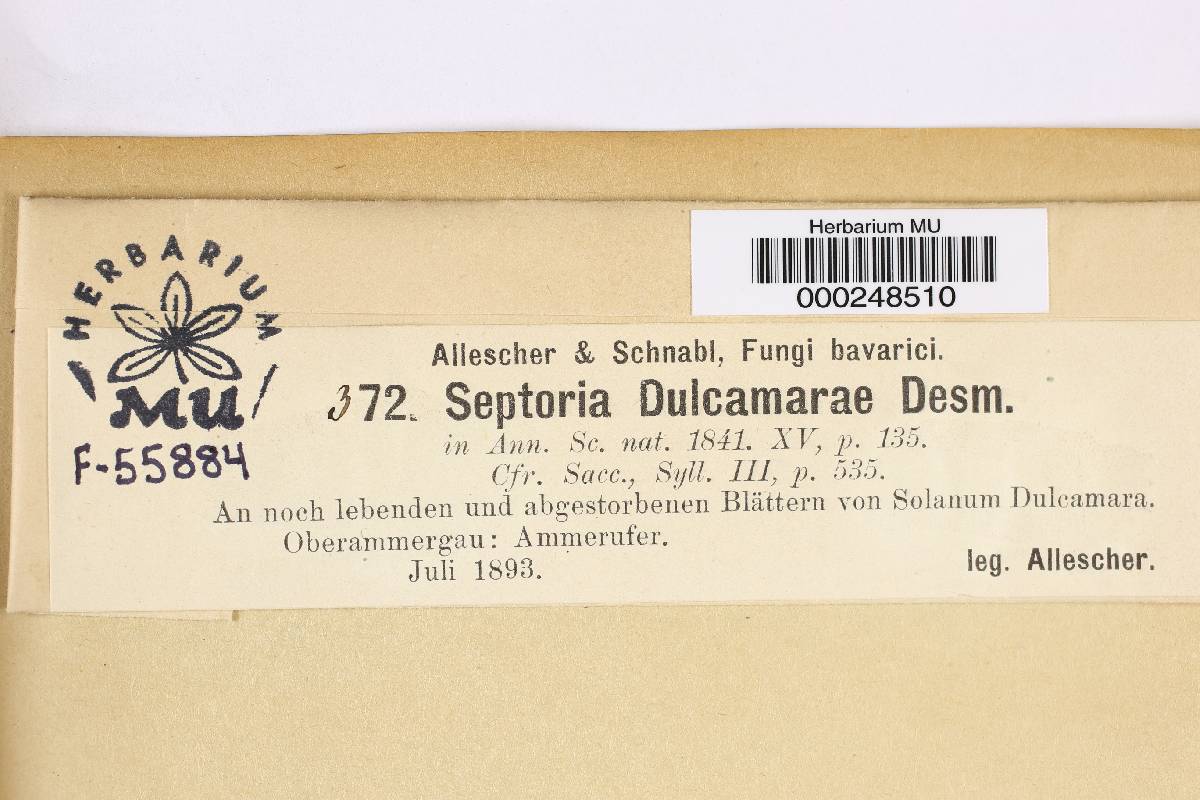 Herbarium MU
000248510
HERBARIUM
MU
F-55884
Allescher & Schnabl, Fungi bavarici.
372. Septoria Dulcamarae Desm.
in Ann. Sc. nat. 1841. XV, p. 135.
Cfr. Sacc., Syll. III, p. 535.
An noch lebenden und abgestorbenen Blättern von Solanum Dulcamara.
Oberammergau: Ammerufer.
Juli 1893.
leg. Allescher.